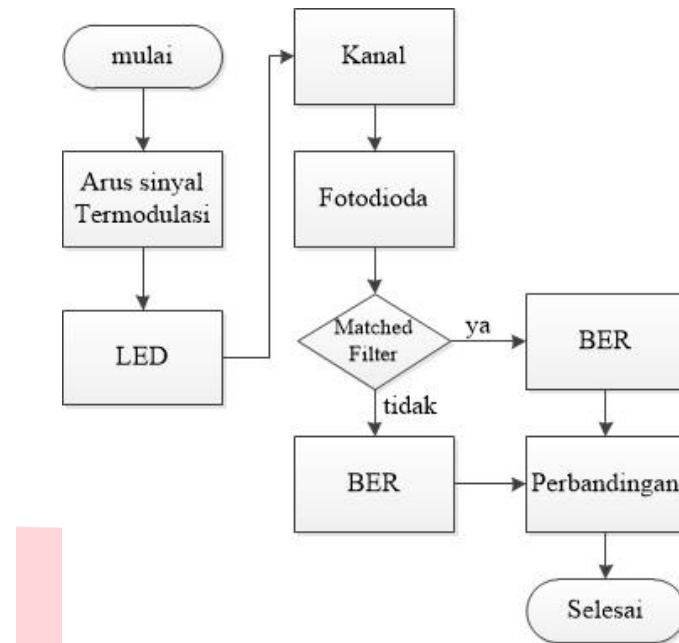 mulai
Arus sinyal
Termodulasi
LED
Kanal
Fotodioda
Matched
Filter
ya
BER
tidak
BER
Perbandingan
Selesai